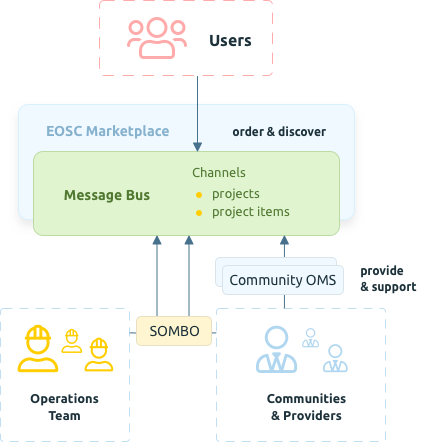 Users
EOSC Marketplace
order & discover
Channels
Message Bus
projects
project items
Community OMS
provide
& support
SOMBO
Operations
Team
Communities
& Providers